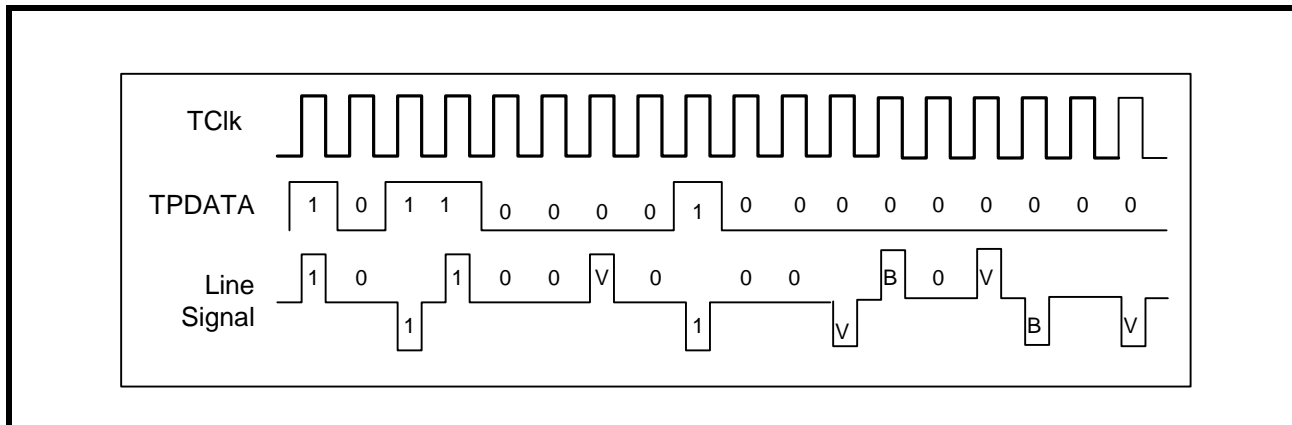 TClk
TPDATA 1 0 1 1 0 0 0 0 1 0 0 0 0 0 0 0 0 0
Line Signal
1 0 1 1 0 0 V 0 1 0 0 V B 0 V B V